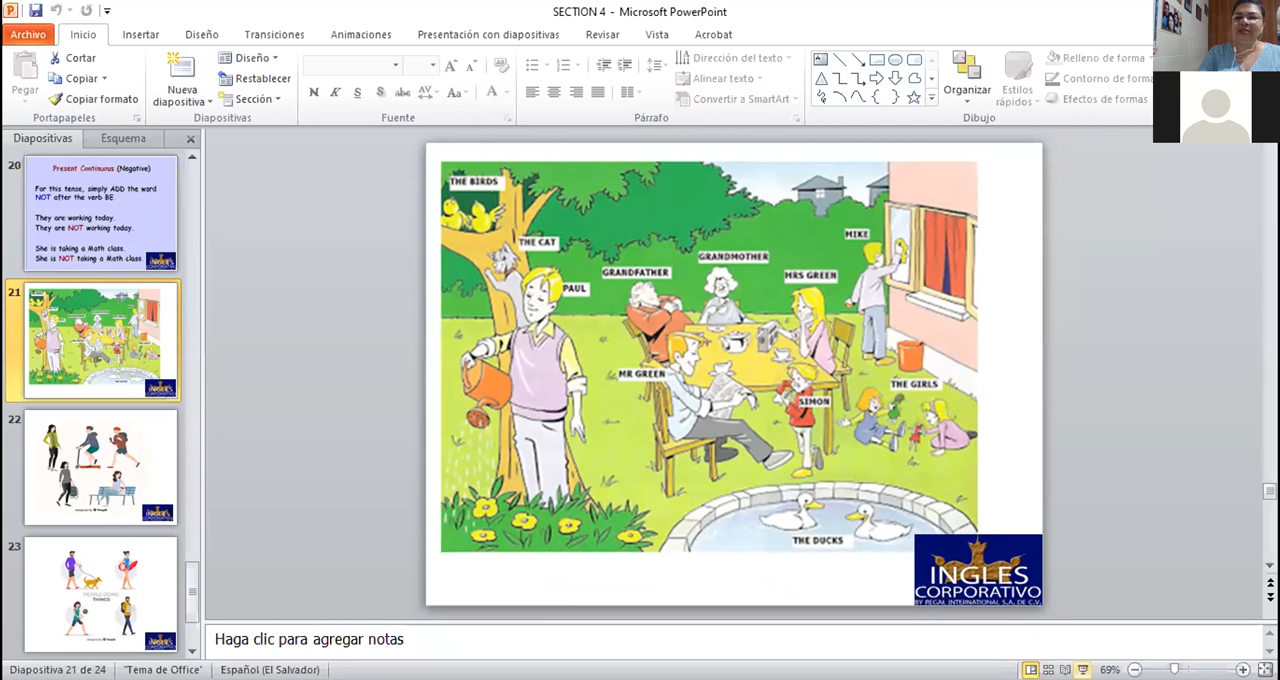 SECTION 4 - Microsoft PowerPoint
Archivo Inicio Insertar Diseño Transiciones Animaciones Presentación con diapositivas Revisar Vista Acrobat
Pegar
Cortar
Copiar
Copiar formato
Portapapeles
Nueva diapositiva
Diseño
Restablecer
Sección
Diapositivas
N K S S abc AV Aa A
Fuente
Párrafo
Dirección del texto
Alinear texto
Convertir a SmartArt
Organizar
Estilos rápidos
Relleno de forma
Contorno de forma
Efectos de formas
Dibujo
Diapositivas Esquema
20
Present Continuous (Negative)
For this tense, simply ADD the word
NOT after the verb BE.
They are working today.
They are NOT working today.
She is taking a Math class.
She is NOT taking a Math class.
21
22
23
PEOPLE DOING
THINGS
THE BIRDS
THE CAT
PAUL
GRANDFATHER
GRANDMOTHER
MRS GREEN
MIKE
MR GREEN
SIMON
THE GIRLS
THE DUCKS
INGLES
CORPORATIVO
BY REGAL INTERNATIONAL S.A. DE C.V.
Haga clic para agregar notas
Diapositiva 21 de 24 "Tema de Office" Español (El Salvador) 69%